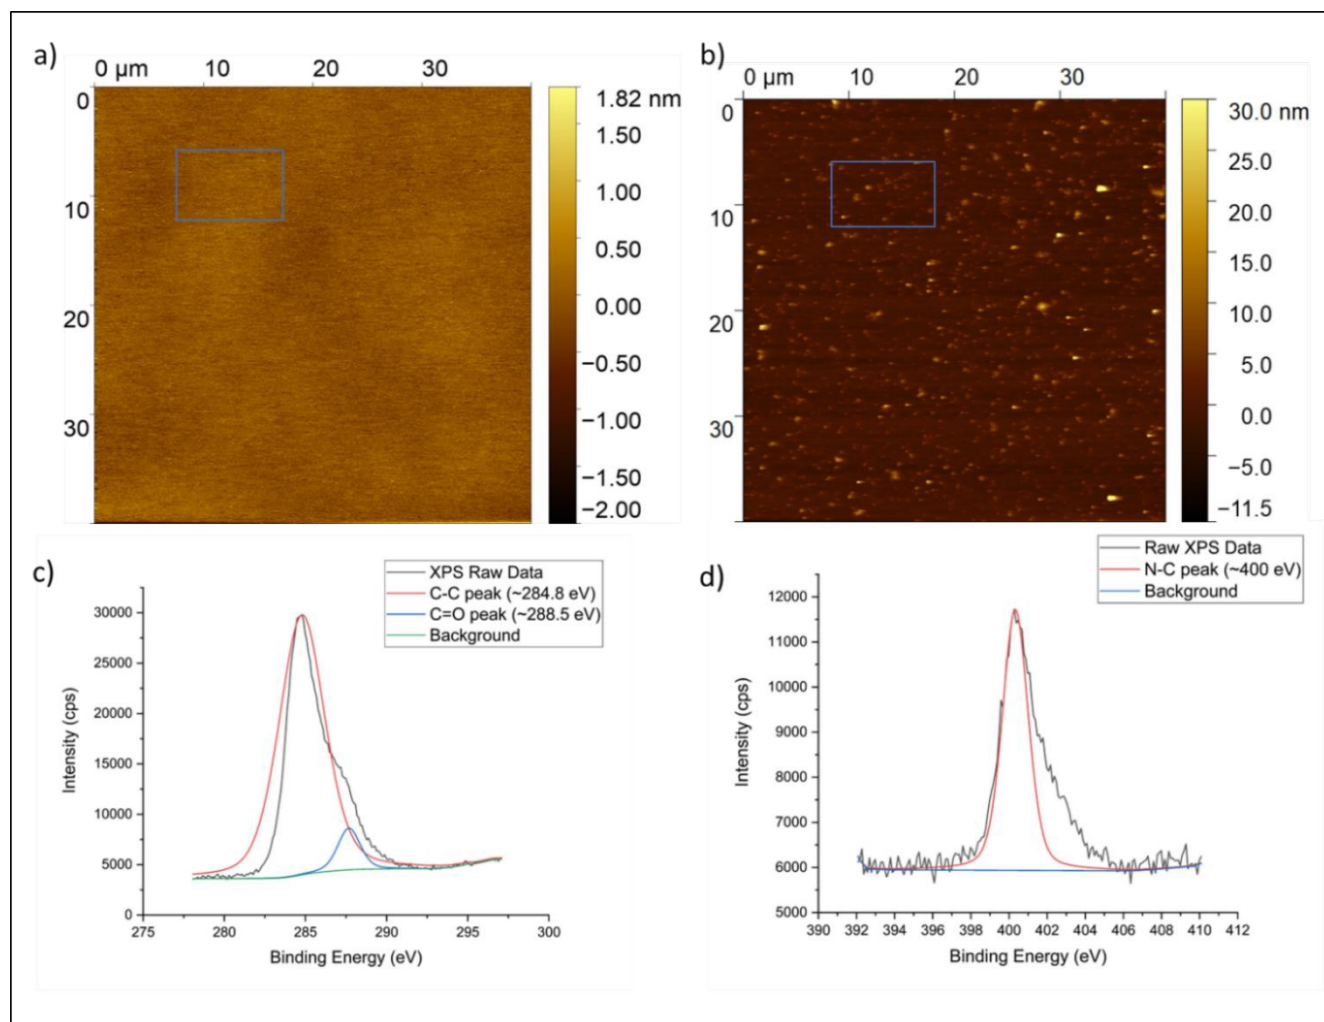 a)
0 µm 10 20 30
0
10
20
30
1.82 nm
1.50
1.00
0.50
0.00
−0.50
−1.00
−1.50
−2.00
b)
0 µm 10 20 30
0
10
20
30
30.0 nm
25.0
20.0
15.0
10.0
5.0
0.0
−5.0
−11.5
c)
XPS Raw Data
C-C peak (~284.8 eV)
C=O peak (~288.5 eV)
Background
Intensity (cps)
30000
25000
20000
15000
10000
5000
0
275 280 285 290 295 300
Binding Energy (eV)
d)
Raw XPS Data
N-C peak (~400 eV)
Background
Intensity (cps)
12000
11000
10000
9000
8000
7000
6000
5000
390 392 394 396 398 400 402 404 406 408 410 412
Binding Energy (eV)